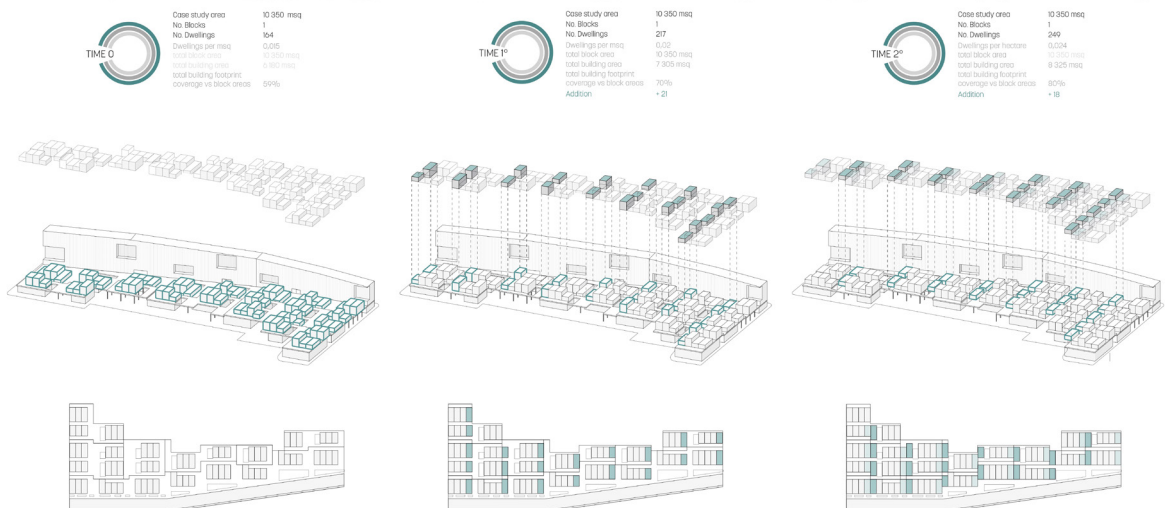 TIME 0
Case study area 10 350 msq
No. Blocks 1
No. Dwellings 164
Dwellings per msq 0,015
total block area 10 350 msq
total building area
total building footprint
coverage vs block areas 59%
TIME 1°
Case study area 10 350 msq
No. Blocks 1
No. Dwellings 217
Dwellings per msq 0,02
total block area 10 350 msq
total building area 7 305 msq
total building footprint
coverage vs block areas 70%
Addition + 21
TIME 2°
Case study area 10 350 msq
No. Blocks 1
No. Dwellings 249
Dwellings per hectare 0,024
total block area 10 350 msq
total building area 8 325 msq
total building footprint
coverage vs block areas 80%
Addition + 18